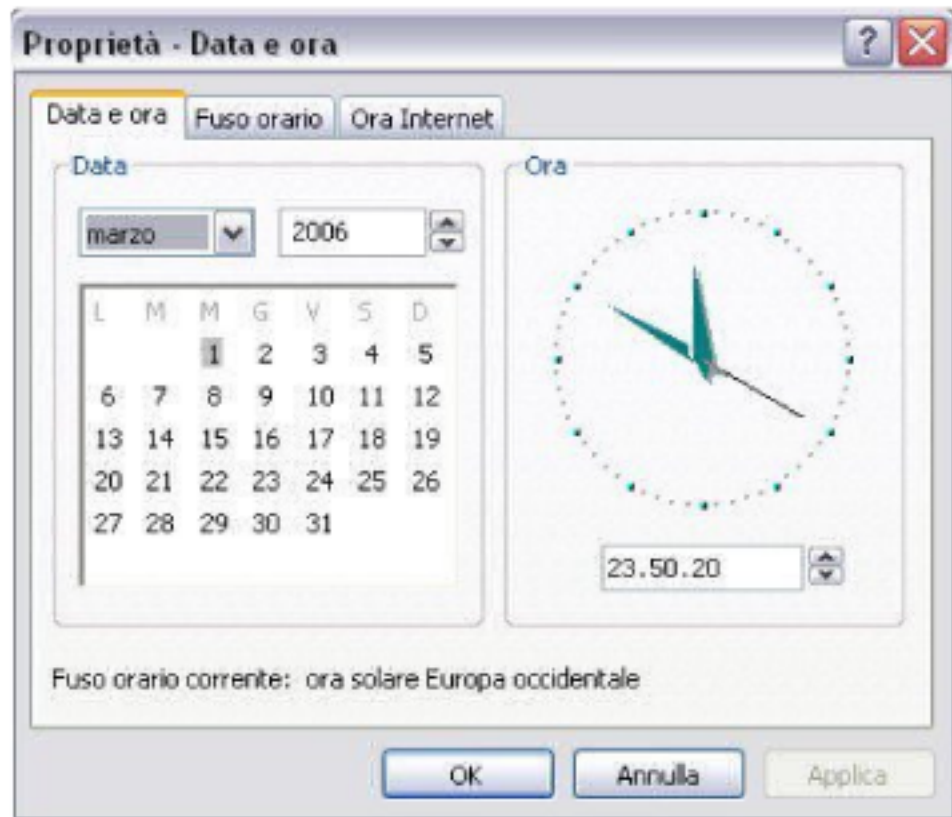 Proprietà - Data e ora
Data e ora Fuso orario Ora Internet
Data
marzo 2006
L M M G V S D
1 2 3 4 5
6 7 8 9 10 11 12
13 14 15 16 17 18 19
20 21 22 23 24 25 26
27 28 29 30 31
Ora
23.50.20
Fuso orario corrente: ora solare Europa occidentale
OK Annulla Applica